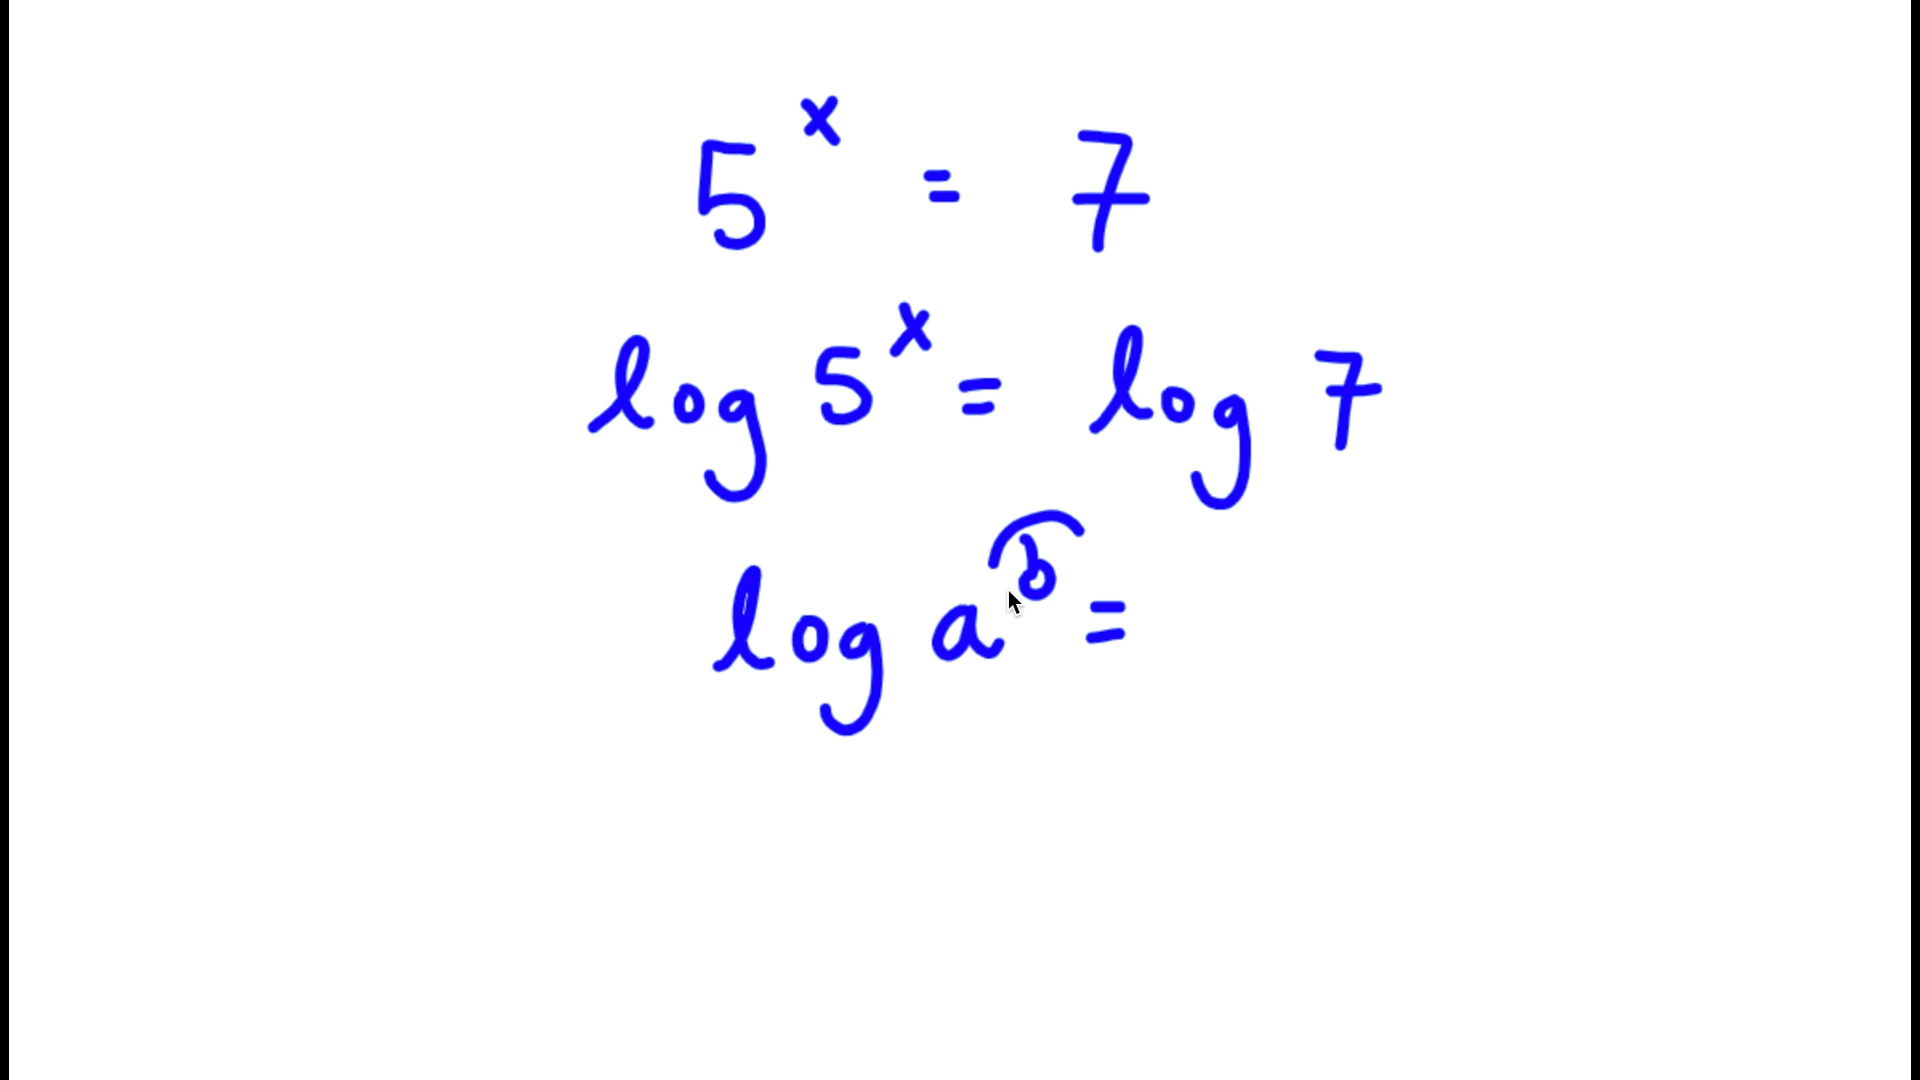 5^x = 7
log 5^x = log 7
log a^b =